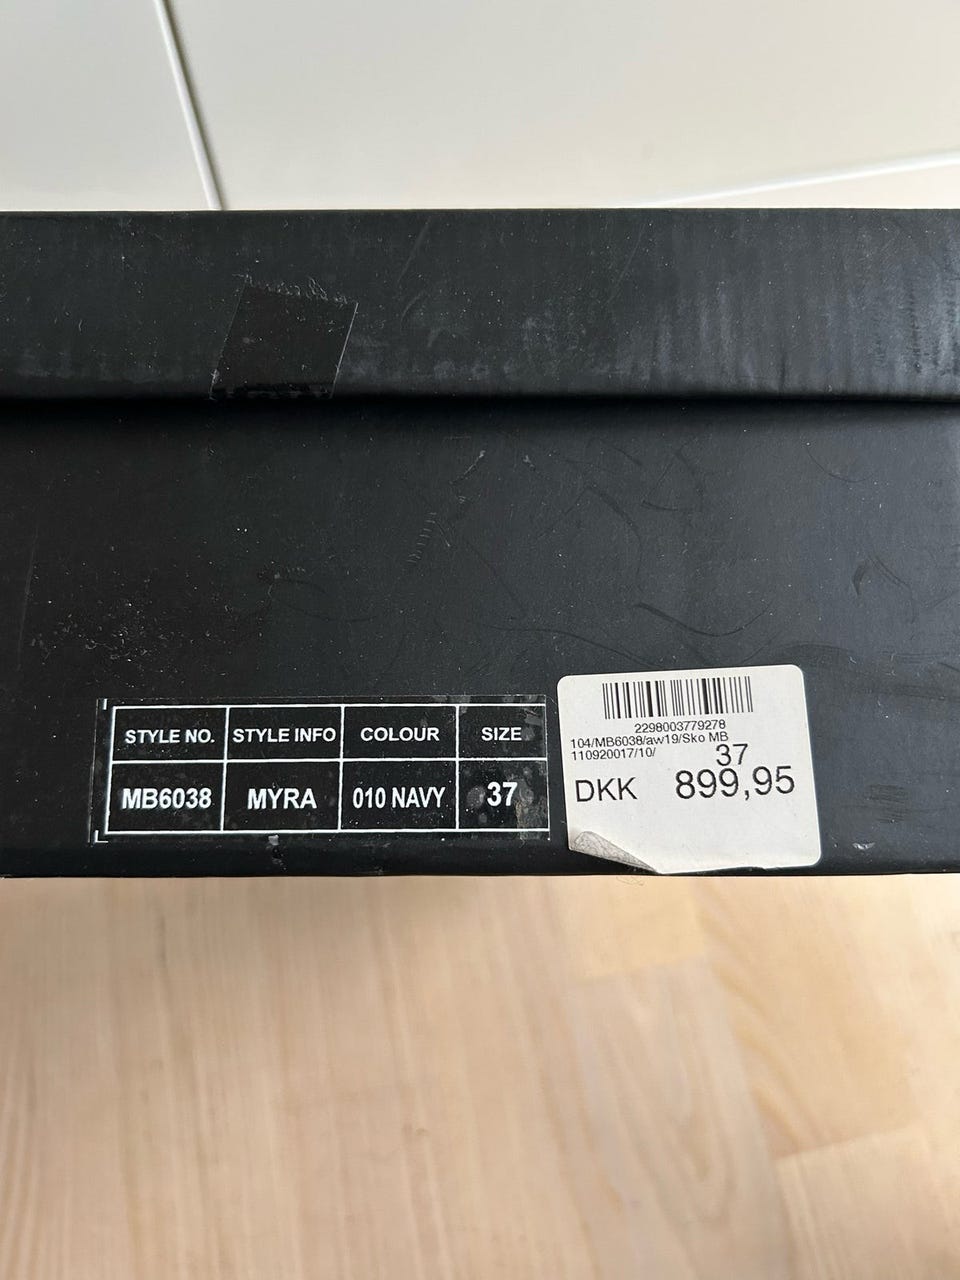 STYLE NO. STYLE INFO COLOUR SIZE
MB6038 MYRA 010 NAVY 37
2298003779278
104/MB6038/aw19/Sko MB
110920017/10/ 37
DKK 899,95